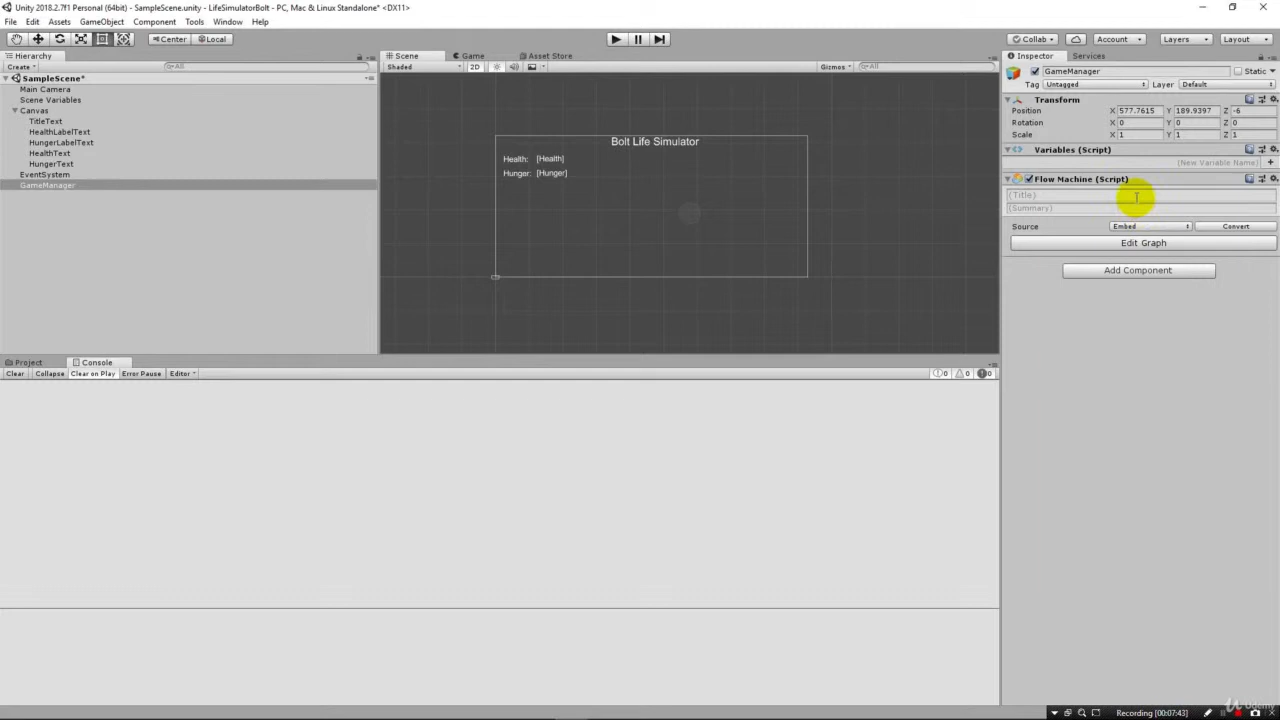 Unity 2018.2.7f1 Personal (64bit) - SampleScene.unity - LifeSimulatorBolt - PC, Mac & Linux Standalone* <DX11>
File Edit Assets GameObject Component Tools Window Help
Center Local Collab Account Layers Layout
Hierarchy Scene Game Asset Store Inspector Services
Create All Shaded 2D Gizmos All GameManager Static
SampleScene* Tag Untagged Layer Default
Main Camera
Scene Variables
Canvas
TitleText
HealthLabelText
HungerLabelText
HealthText
HungerText
EventSystem
GameManager
Bolt Life Simulator
Health: [Health]
Hunger: [Hunger]
Transform
Position X 577.7615 Y 189.9397 Z -6
Rotation X 0 Y 0 Z 0
Scale X 1 Y 1 Z 1
Variables (Script)
(New Variable Name)
Flow Machine (Script)
(Title)
(Summary)
Source Embed Convert
Edit Graph
Add Component
Project Console
Clear Collapse Clear on Play Error Pause Editor 0 0 0
Udemy
Recording [00:07:43]